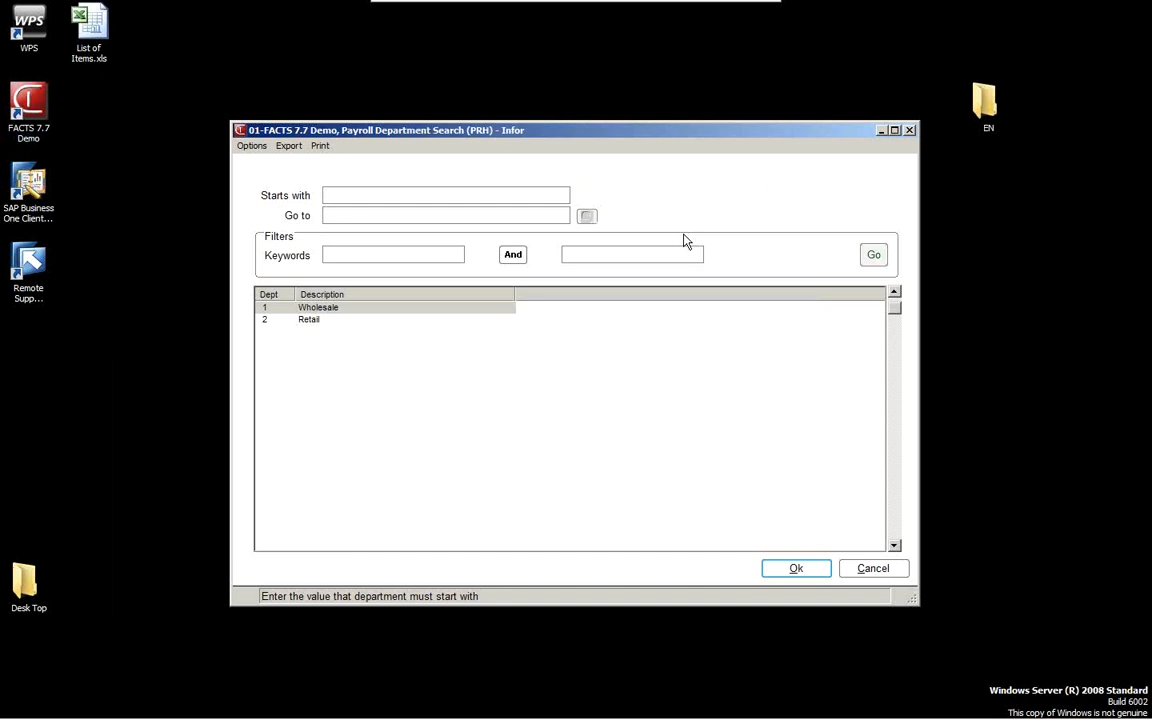 WPS
WPS
List of
Items.xls
FACTS 7.7
Demo
SAP Business
One Client...
Remote
Supp...
Desk Top
EN
01-FACTS 7.7 Demo, Payroll Department Search (PRH) - Infor
Options Export Print
Starts with
Go to
Filters
Keywords And Go
Dept Description
1 Wholesale
2 Retail
Ok Cancel
Enter the value that department must start with
Windows Server (R) 2008 Standard
Build 6002
This copy of Windows is not genuine